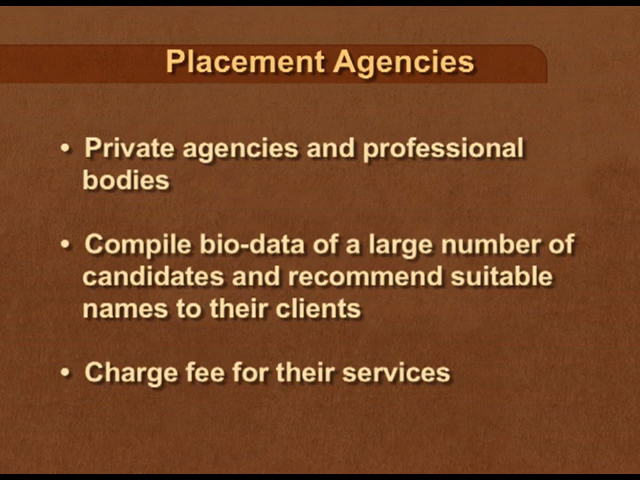 Placement Agencies
• Private agencies and professional
bodies
• Compile bio-data of a large number of
candidates and recommend suitable
names to their clients
• Charge fee for their services